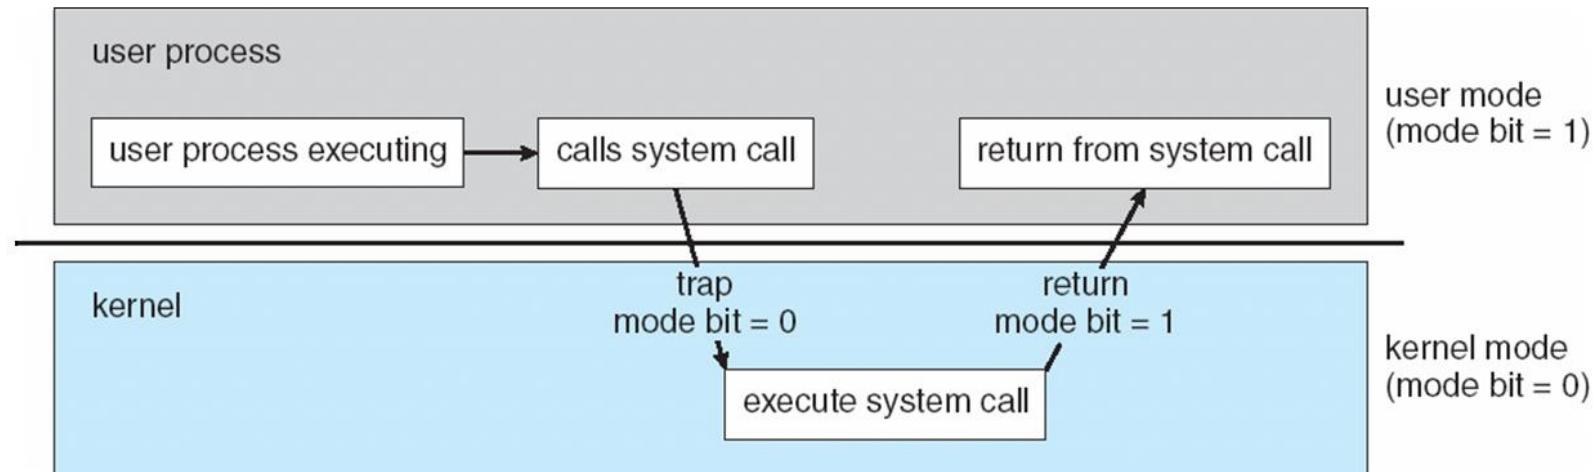 user process
user process executing
calls system call
return from system call
user mode
(mode bit = 1)
kernel
trap
mode bit = 0
return
mode bit = 1
execute system call
kernel mode
(mode bit = 0)